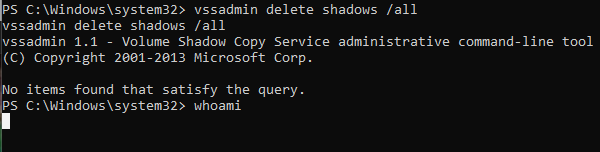 PS C:\Windows\system32> vssadmin delete shadows /all
vssadmin delete shadows /all
vssadmin 1.1 - Volume Shadow Copy Service administrative command-line tool
(C) Copyright 2001-2013 Microsoft Corp.
No items found that satisfy the query.
PS C:\Windows\system32> whoami